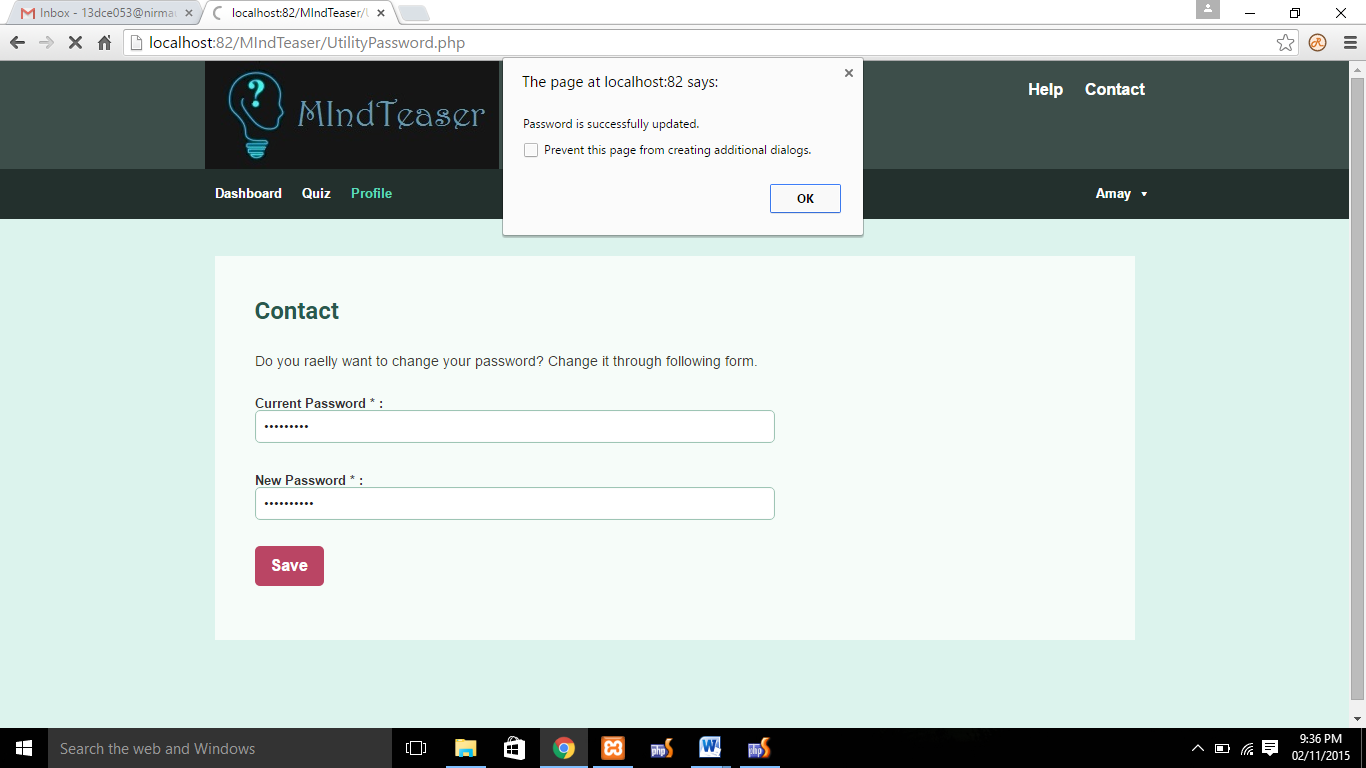 Inbox - 13dce053@nirma
localhost:82/MIndTeaser/U
localhost:82/MIndTeaser/UtilityPassword.php
?
MIndTeaser
The page at localhost:82 says:
Password is successfully updated.
Prevent this page from creating additional dialogs.
OK
Help Contact
Dashboard Quiz Profile
Amay
Contact
Do you raelly want to change your password? Change it through following form.
Current Password * :
•••••••••
New Password * :
••••••••••
Save
Search the web and Windows
php
php
W
9:36 PM
02/11/2015